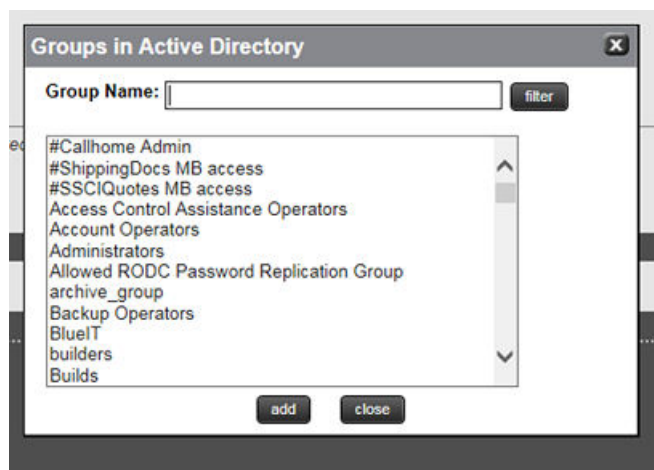 Groups in Active Directory
Group Name:
filter
#Callhome Admin
#ShippingDocs MB access
#SSCIQuotes MB access
Access Control Assistance Operators
Account Operators
Administrators
Allowed RODC Password Replication Group
archive_group
Backup Operators
BlueIT
builders
Builds
add close